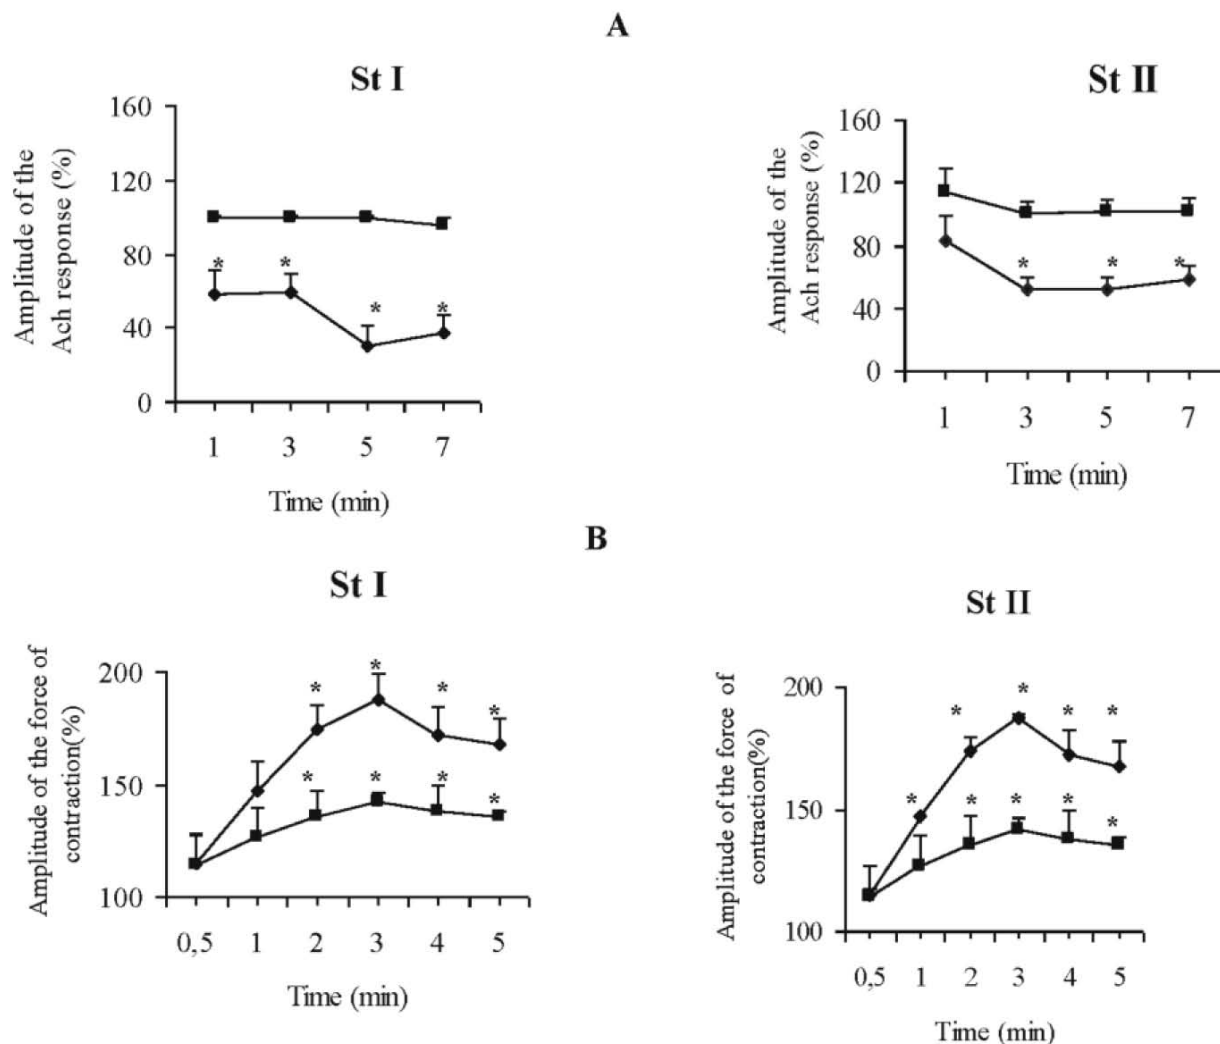 A
St I
Amplitude of the
Ach response (%)
160
120
80
40
0
*
*
*
*
1 3 5 7
Time (min)
St II
Amplitude of the
Ach response (%)
160
120
80
40
0
*
*
*
1 3 5 7
Time (min)
B
St I
Amplitude of the force of
contraction(%)
200
150
100
* * * *
* * * *
0,5 1 2 3 4 5
Time (min)
St II
Amplitude of the force of
contraction(%)
200
150
100
* * * * *
* * * *
0,5 1 2 3 4 5
Time (min)